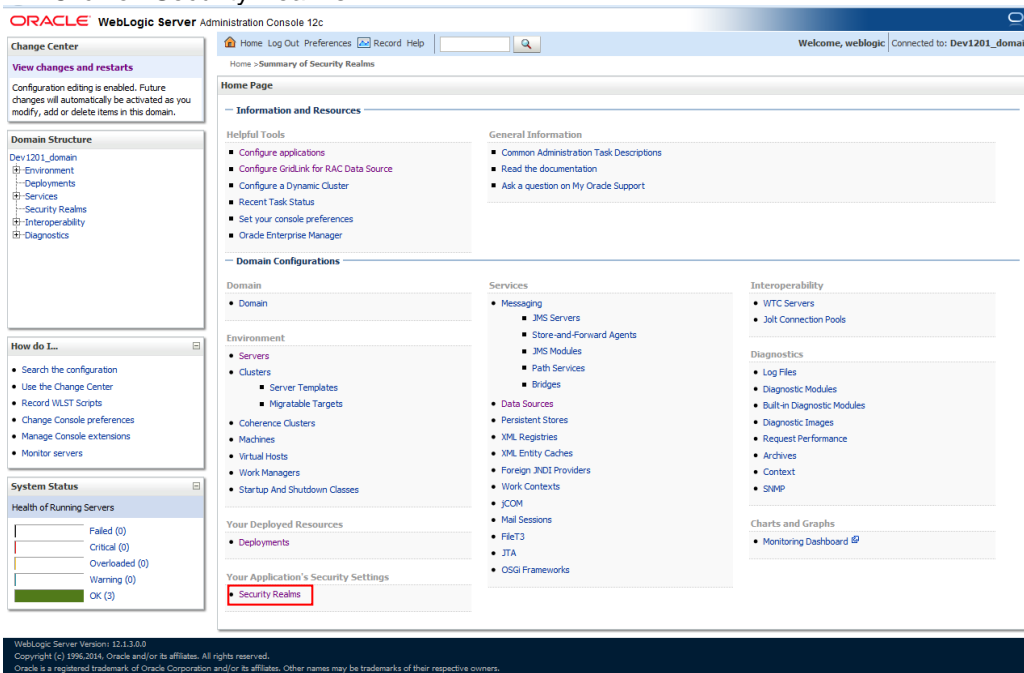 ORACLE WebLogic Server Administration Console 12c
Change Center
View changes and restarts
Configuration editing is enabled. Future
changes will automatically be activated as you
modify, add or delete items in this domain.
Domain Structure
Dev1201_domain
Environment
Deployments
Services
Security Realms
Interoperability
Diagnostics
How do I...
Search the configuration
Use the Change Center
Record WLST Scripts
Change Console preferences
Manage Console extensions
Monitor servers
System Status
Health of Running Servers
Failed (0)
Critical (0)
Overloaded (0)
Warning (0)
OK (3)
Home Log Out Preferences Record Help
Welcome, weblogic Connected to: Dev1201_domai
Home >Summary of Security Realms
Home Page
Information and Resources
Helpful Tools
Configure applications
Configure GridLink for RAC Data Source
Configure a Dynamic Cluster
Recent Task Status
Set your console preferences
Oracle Enterprise Manager
General Information
Common Administration Task Descriptions
Read the documentation
Ask a question on My Oracle Support
Domain Configurations
Domain
Domain
Environment
Servers
Clusters
Server Templates
Migratable Targets
Coherence Clusters
Machines
Virtual Hosts
Work Managers
Startup And Shutdown Classes
Your Deployed Resources
Deployments
Your Application's Security Settings
Security Realms
Services
Messaging
JMS Servers
Store-and-Forward Agents
JMS Modules
Path Services
Bridges
Data Sources
Persistent Stores
XML Registries
XML Entity Caches
Foreign JNDI Providers
Work Contexts
jCOM
Mail Sessions
FileT3
JTA
OSGi Frameworks
Interoperability
WTC Servers
Jolt Connection Pools
Diagnostics
Log Files
Diagnostic Modules
Built-in Diagnostic Modules
Diagnostic Images
Request Performance
Archives
Context
SNMP
Charts and Graphs
Monitoring Dashboard
WebLogic Server Version: 12.1.3.0.0
Copyright (c) 1996,2014, Oracle and/or its affiliates. All rights reserved.
Oracle is a registered trademark of Oracle Corporation and/or its affiliates. Other names may be trademarks of their respective owners.